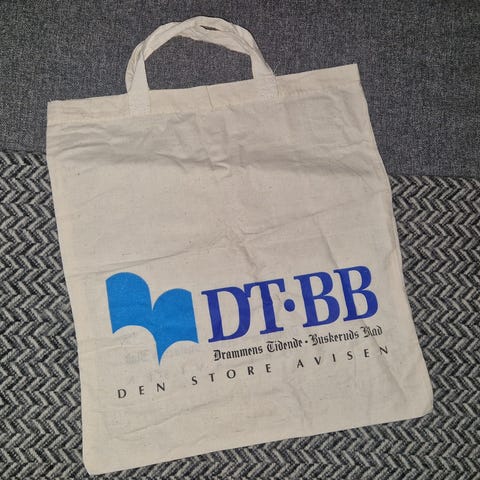 DT·BB
Drammens Tidende · Buskeruds Blad
DEN STORE AVISEN